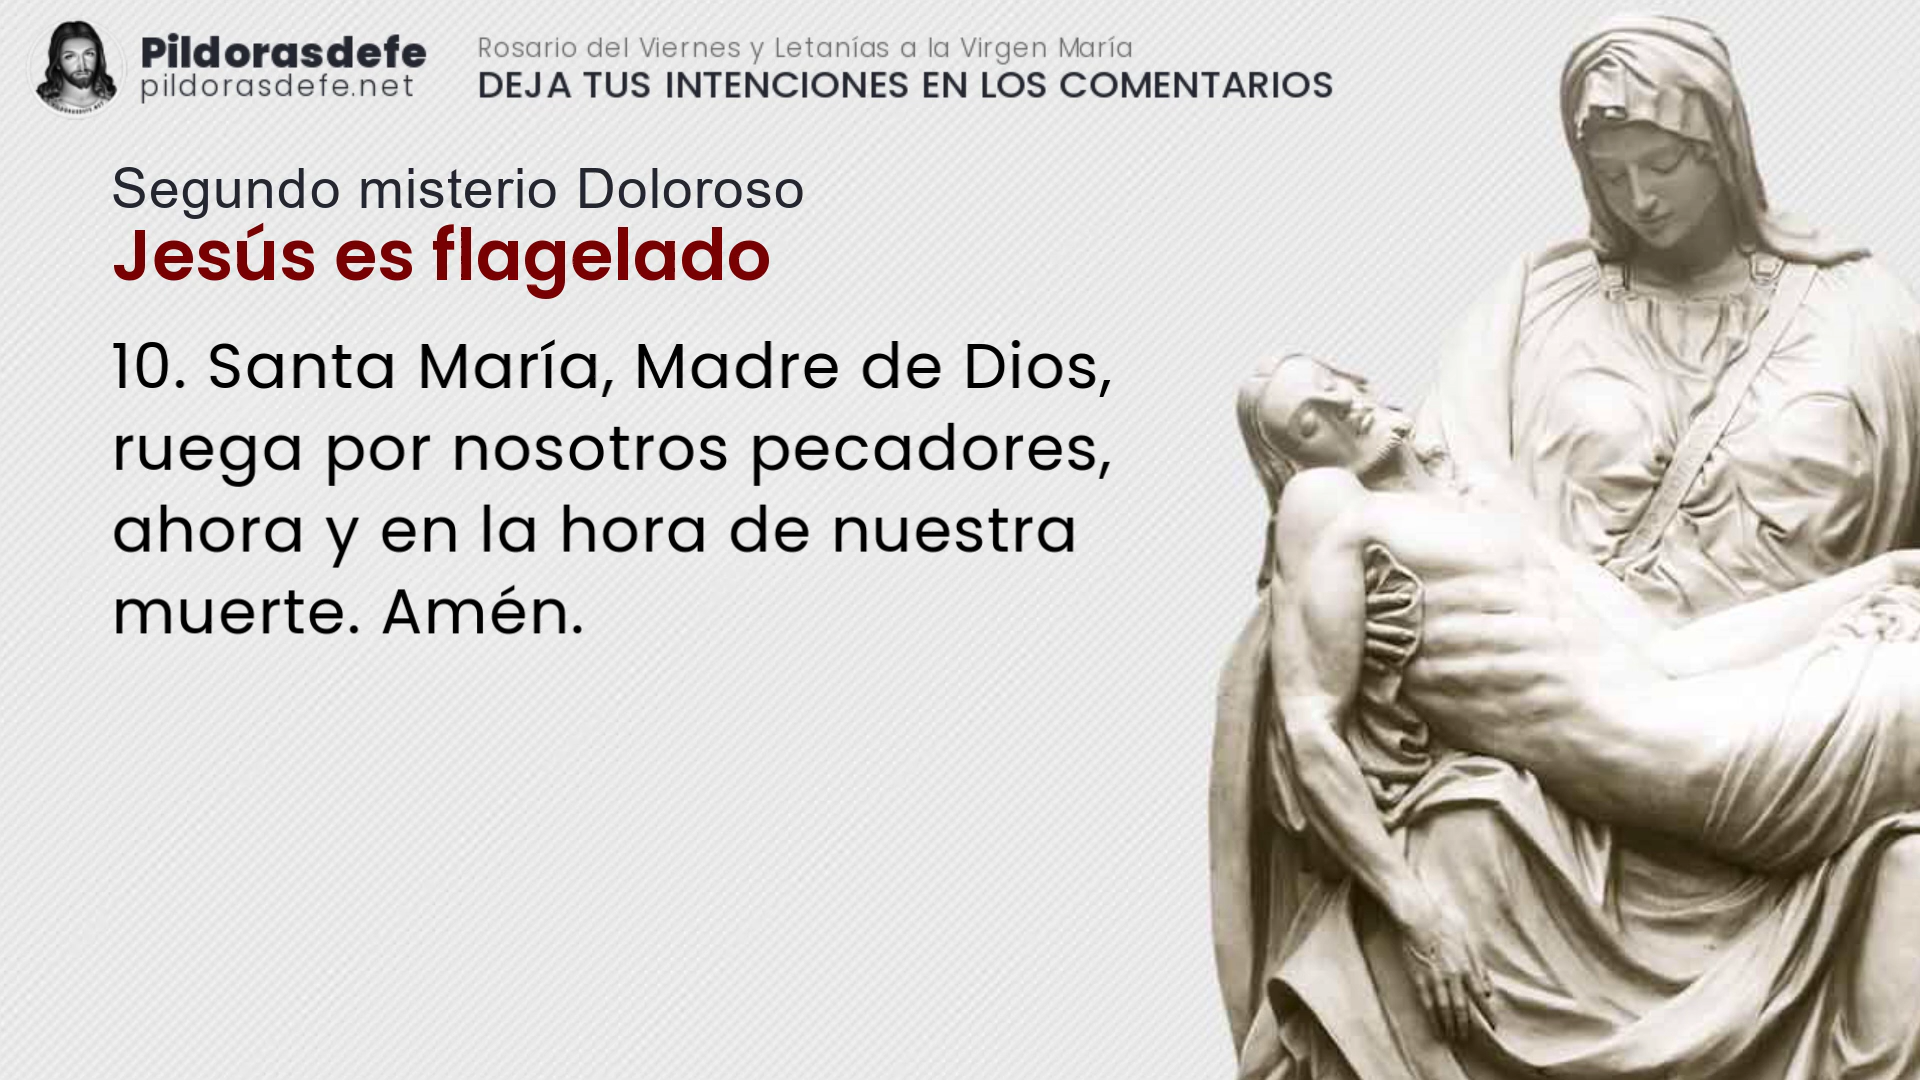 Pildorasdefe
pildorasdefe.net
Rosario del Viernes y Letanías a la Virgen María
DEJA TUS INTENCIONES EN LOS COMENTARIOS
Segundo misterio Doloroso
Jesús es flagelado
10. Santa María, Madre de Dios,
ruega por nosotros pecadores,
ahora y en la hora de nuestra
muerte. Amén.